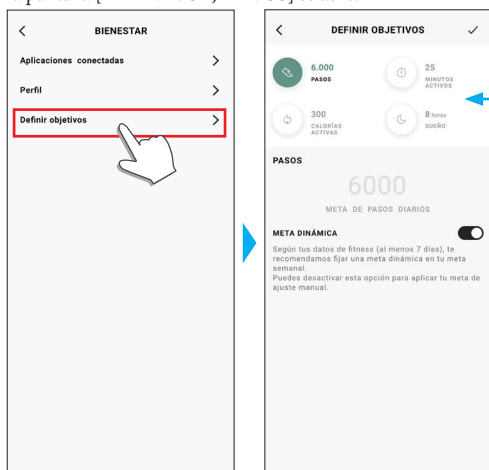 BIENESTAR
Aplicaciones conectadas
Perfil
Definir objetivos
DEFINIR OBJETIVOS
6.000
PASOS
25
MINUTOS
ACTIVOS
300
CALORÍAS
ACTIVAS
8 horas
SUEÑO
PASOS
6000
META DE PASOS DIARIOS
META DINÁMICA
Según tus datos de fitness (al menos 7 días), te
recomendamos fijar una meta dinámica en tu meta
semanal.
Puedes desactivar esta opción para aplicar tu meta de
ajuste manual.